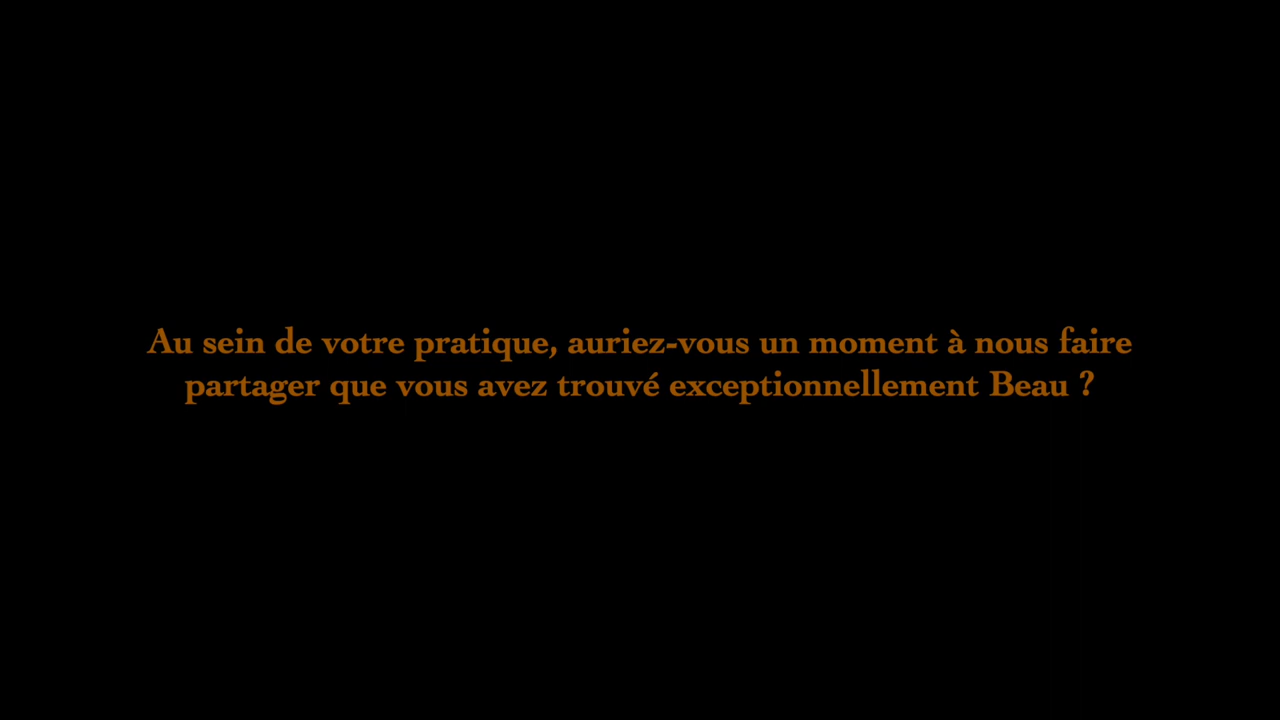 Au sein de votre pratique, auriez-vous un moment à nous faire
partager que vous avez trouvé exceptionnellement Beau ?